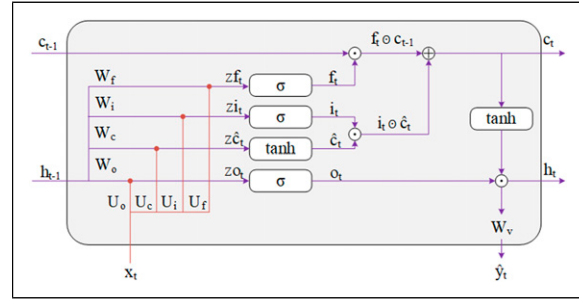 c_{t-1} f_t ⊙ c_{t-1} c_t
W_f zf_t σ f_t
W_i zi_t σ i_t i_t ⊙ ĉ_t tanh
W_c zĉ_t tanh ĉ_t
W_o
h_{t-1} zo_t σ o_t h_t
U_o U_c U_i U_f
W_v
x_t ŷ_t